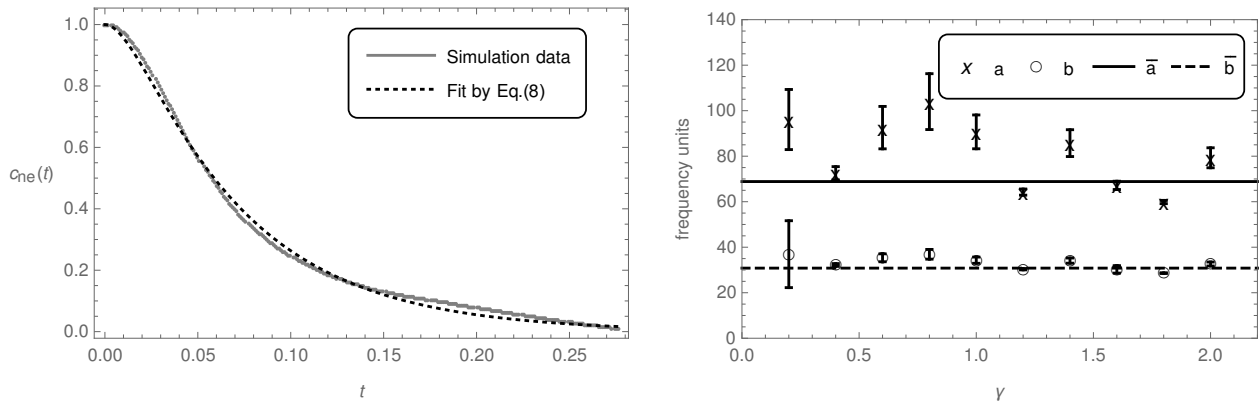 1.0
0.8
0.6
0.4
0.2
0.0
c_ne(t)
Simulation data
Fit by Eq.(8)
0.00 0.05 0.10 0.15 0.20 0.25
t
140
120
100
80
60
40
20
0
frequency units
x a ○ b a̅ b̅
0.0 0.5 1.0 1.5 2.0
γ